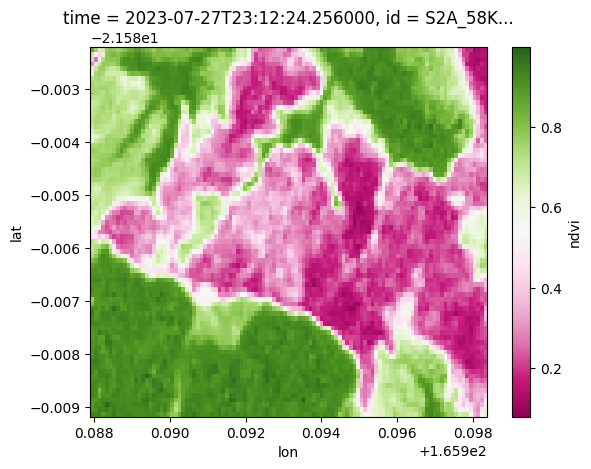 time = 2023-07-27T23:12:24.256000, id = S2A_58K...
−2.158e1
−0.003
−0.004
−0.005
−0.006
−0.007
−0.008
−0.009
lat
0.088 0.090 0.092 0.094 0.096 0.098
lon
+1.659e2
0.8
0.6
0.4
0.2
ndvi